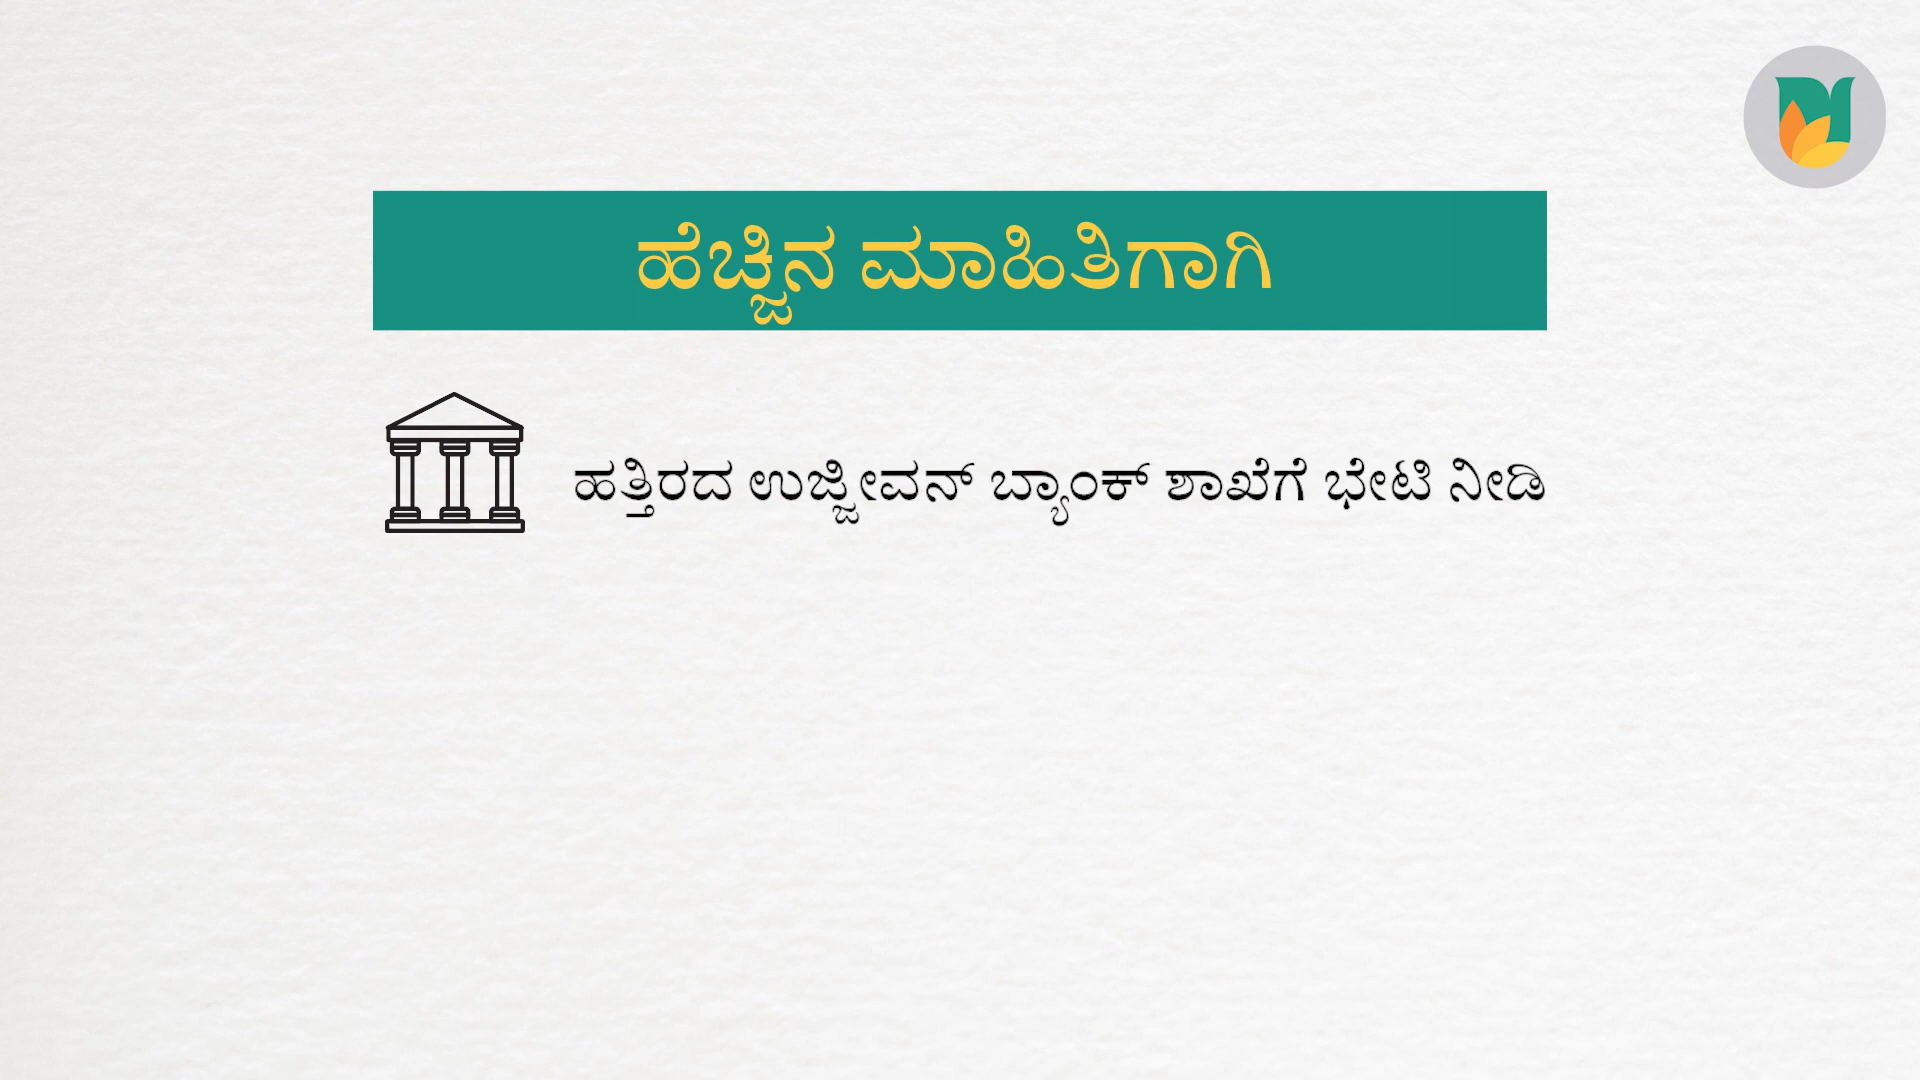 ಹೆಚ್ಚಿನ ಮಾಹಿತಿಗಾಗಿ
ಹತ್ತಿರದ ಉಜ್ಜೀವನ್ ಬ್ಯಾಂಕ್ ಶಾಖೆಗೆ ಭೇಟಿ ನೀಡಿ